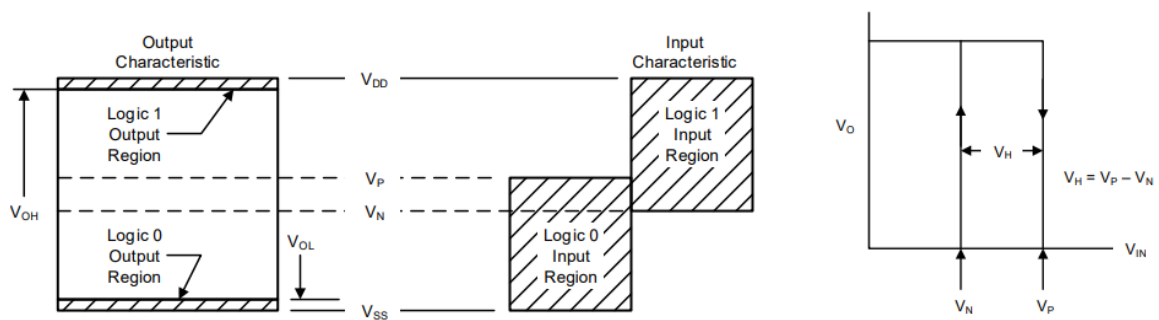 Output
Characteristic
Logic 1
Output
Region
Logic 0
Output
Region
V_OH
V_OL
V_DD
V_P
V_N
V_SS
Input
Characteristic
Logic 1
Input
Region
Logic 0
Input
Region
V_O
V_H
V_H = V_P – V_N
V_IN
V_N
V_P